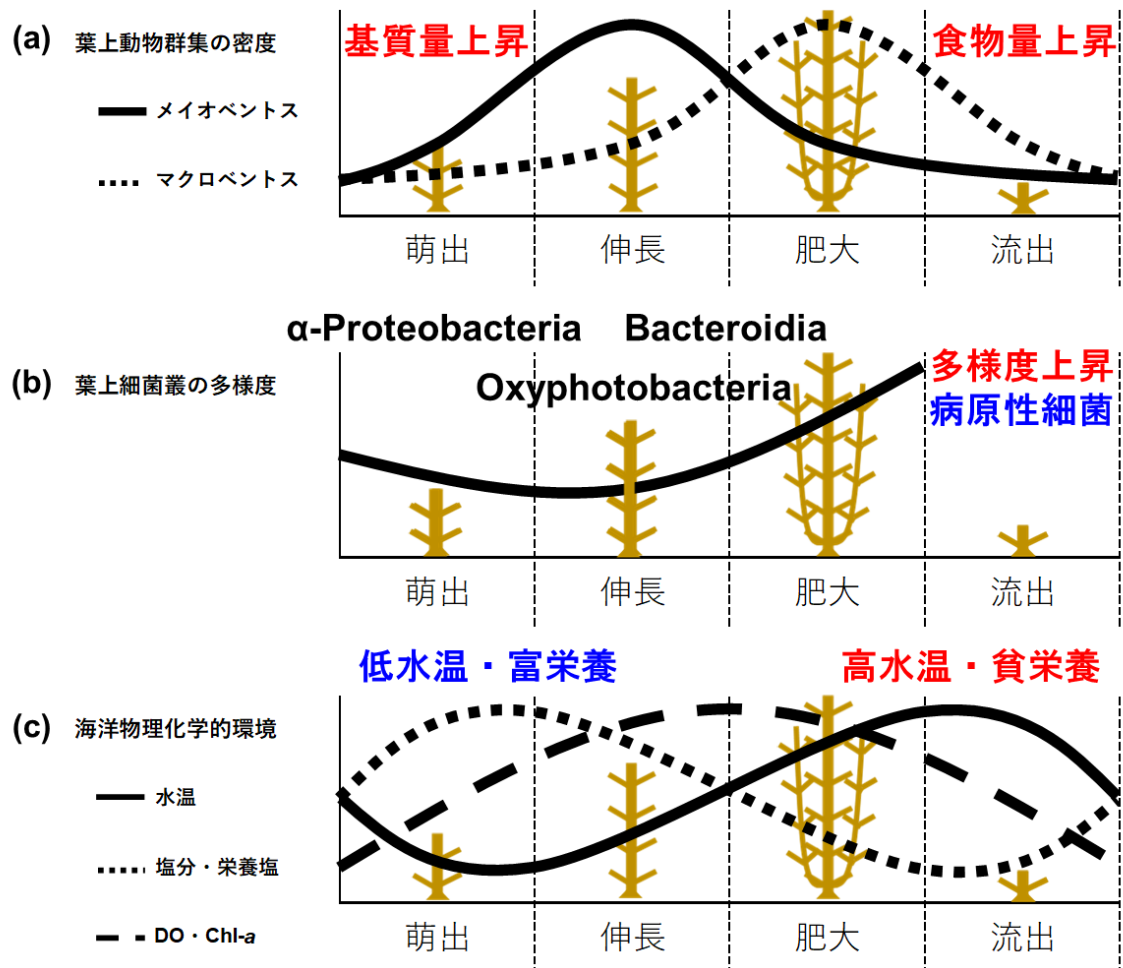 (a) 葉上動物群集の密度
基質量上昇
食物量上昇
メイオベントス
マクロベントス
萌出 伸長 肥大 流出
α-Proteobacteria Bacteroidia
(b) 葉上細菌叢の多様度
Oxyphotobacteria
多様度上昇
病原性細菌
萌出 伸長 肥大 流出
低水温・富栄養 高水温・貧栄養
(c) 海洋物理化学的環境
水温
塩分・栄養塩
DO・Chl-a
萌出 伸長 肥大 流出